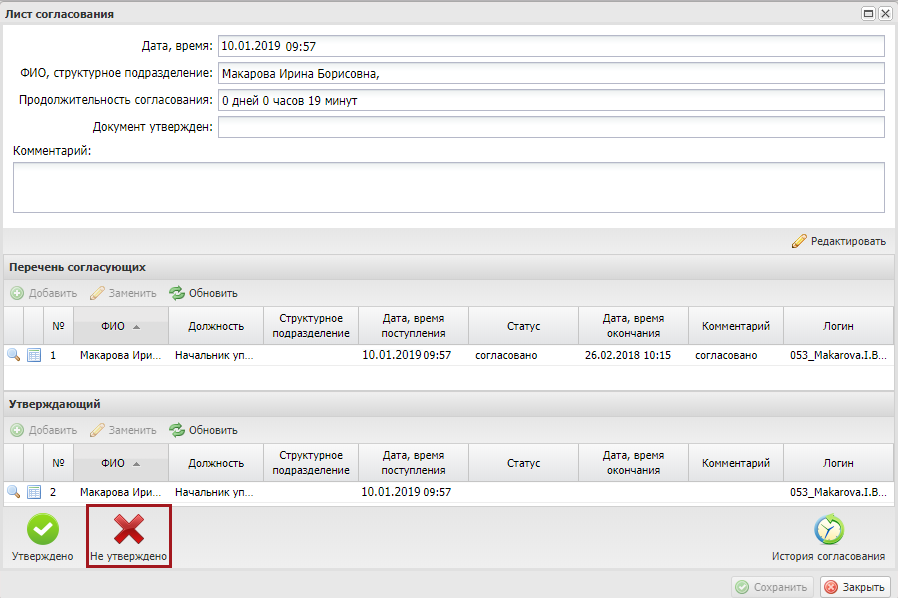 Лист согласования
Дата, время: 10.01.2019 09:57
ФИО, структурное подразделение: Макарова Ирина Борисовна,
Продолжительность согласования: 0 дней 0 часов 19 минут
Документ утвержден:
Комментарий:
Редактировать
Перечень согласующих
Добавить Заменить Обновить
№ ФИО Должность Структурное подразделение Дата, время поступления Статус Дата, время окончания Комментарий Логин
1 Макарова Ири... Начальник уп... 10.01.2019 09:57 согласовано 26.02.2018 10:15 согласовано 053_Makarova.I.B...
Утверждающий
Добавить Заменить Обновить
№ ФИО Должность Структурное подразделение Дата, время поступления Статус Дата, время окончания Комментарий Логин
2 Макарова Ири... Начальник уп... 10.01.2019 09:57 053_Makarova.I.B...
Утверждено Не утверждено История согласования
Сохранить Закрыть